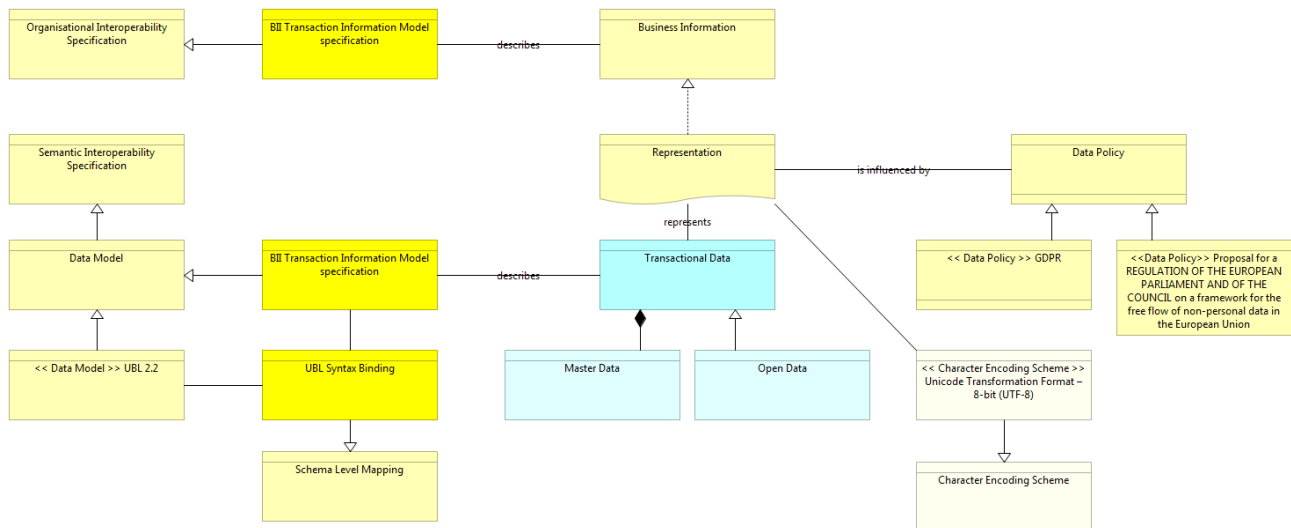 Organisational Interoperability
Specification
BII Transaction Information Model
specification
describes
Business Information
Semantic Interoperability
Specification
Representation
is influenced by
Data Policy
represents
Data Model
BII Transaction Information Model
specification
describes
Transactional Data
<< Data Policy >> GDPR
<<Data Policy>> Proposal for a
REGULATION OF THE EUROPEAN
PARLIAMENT AND OF THE
COUNCIL on a framework for the
free flow of non-personal data in
the European Union
<< Data Model >> UBL 2.2
UBL Syntax Binding
Master Data
Open Data
<< Character Encoding Scheme >>
Unicode Transformation Format –
8-bit (UTF-8)
Schema Level Mapping
Character Encoding Scheme